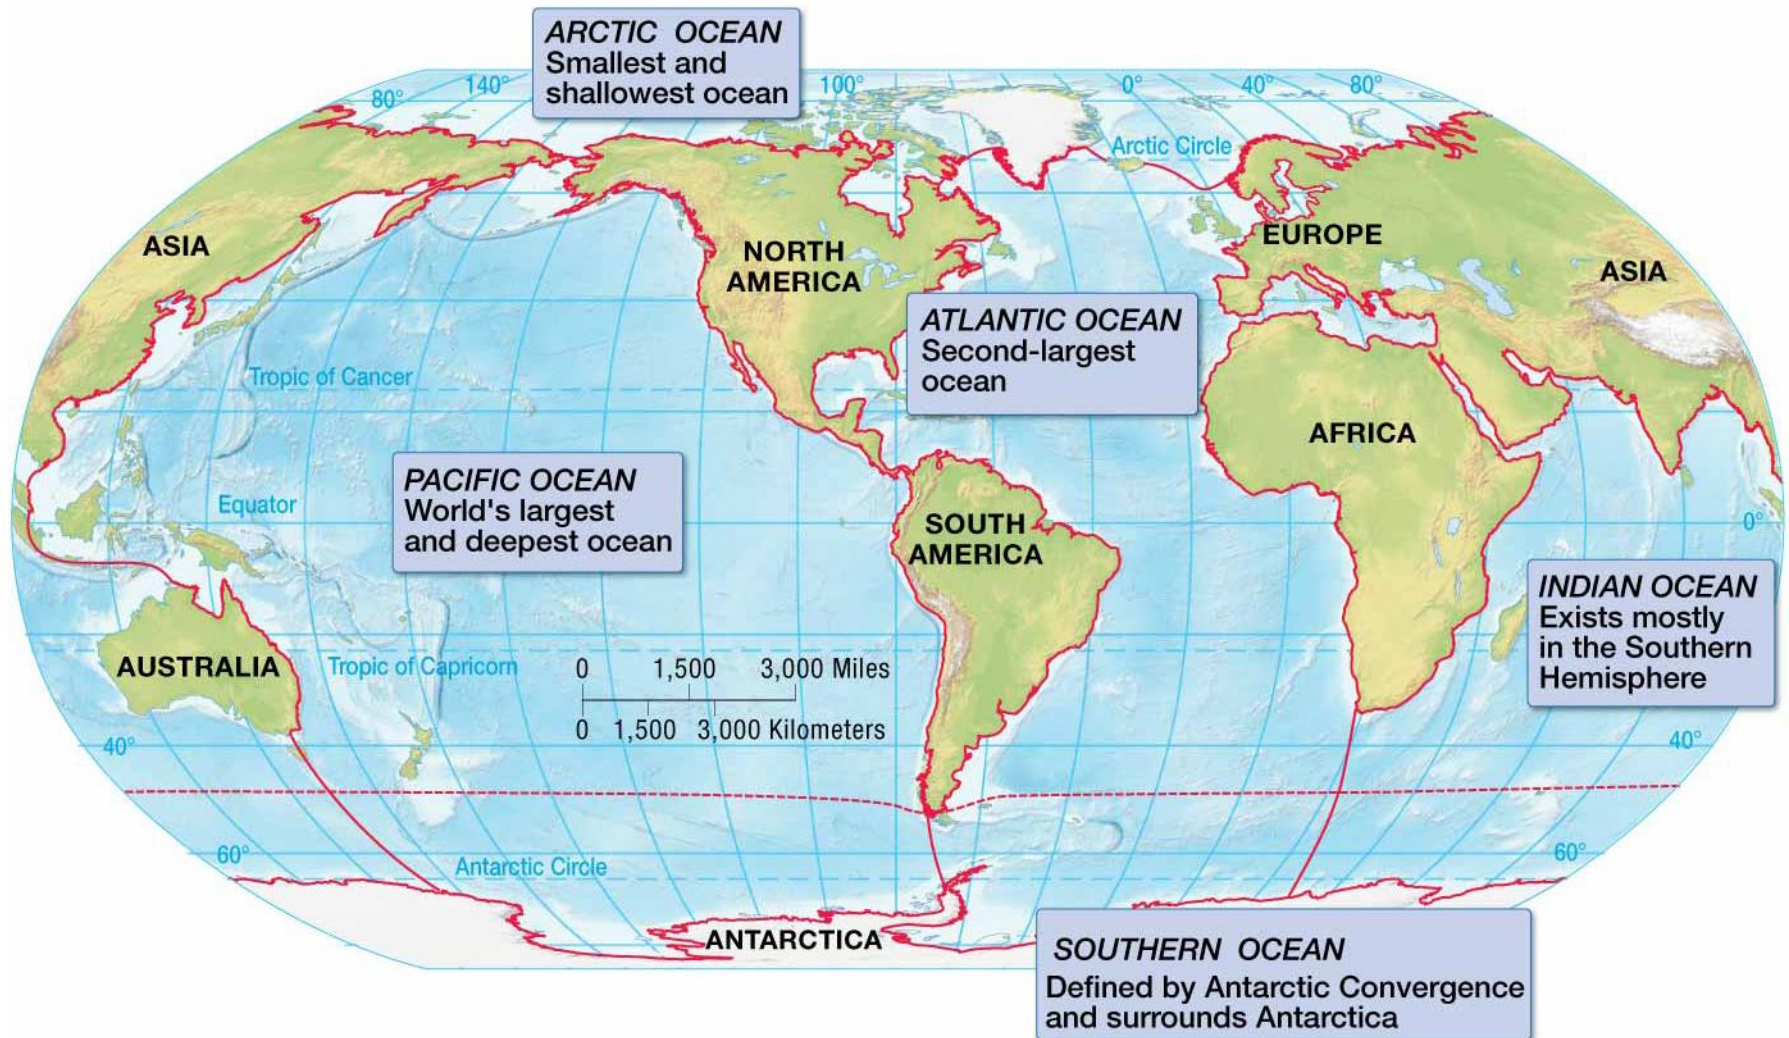 ARCTIC OCEAN
Smallest and
shallowest ocean
80°
140°
100°
0°
40°
80°
Arctic Circle
ASIA
NORTH
AMERICA
EUROPE
ASIA
ATLANTIC OCEAN
Second-largest
ocean
Tropic of Cancer
AFRICA
PACIFIC OCEAN
World's largest
and deepest ocean
Equator
SOUTH
AMERICA
0°
INDIAN OCEAN
Exists mostly
in the Southern
Hemisphere
AUSTRALIA
Tropic of Capricorn
0 1,500 3,000 Miles
0 1,500 3,000 Kilometers
40°
40°
60°
Antarctic Circle
60°
ANTARCTICA
SOUTHERN OCEAN
Defined by Antarctic Convergence
and surrounds Antarctica